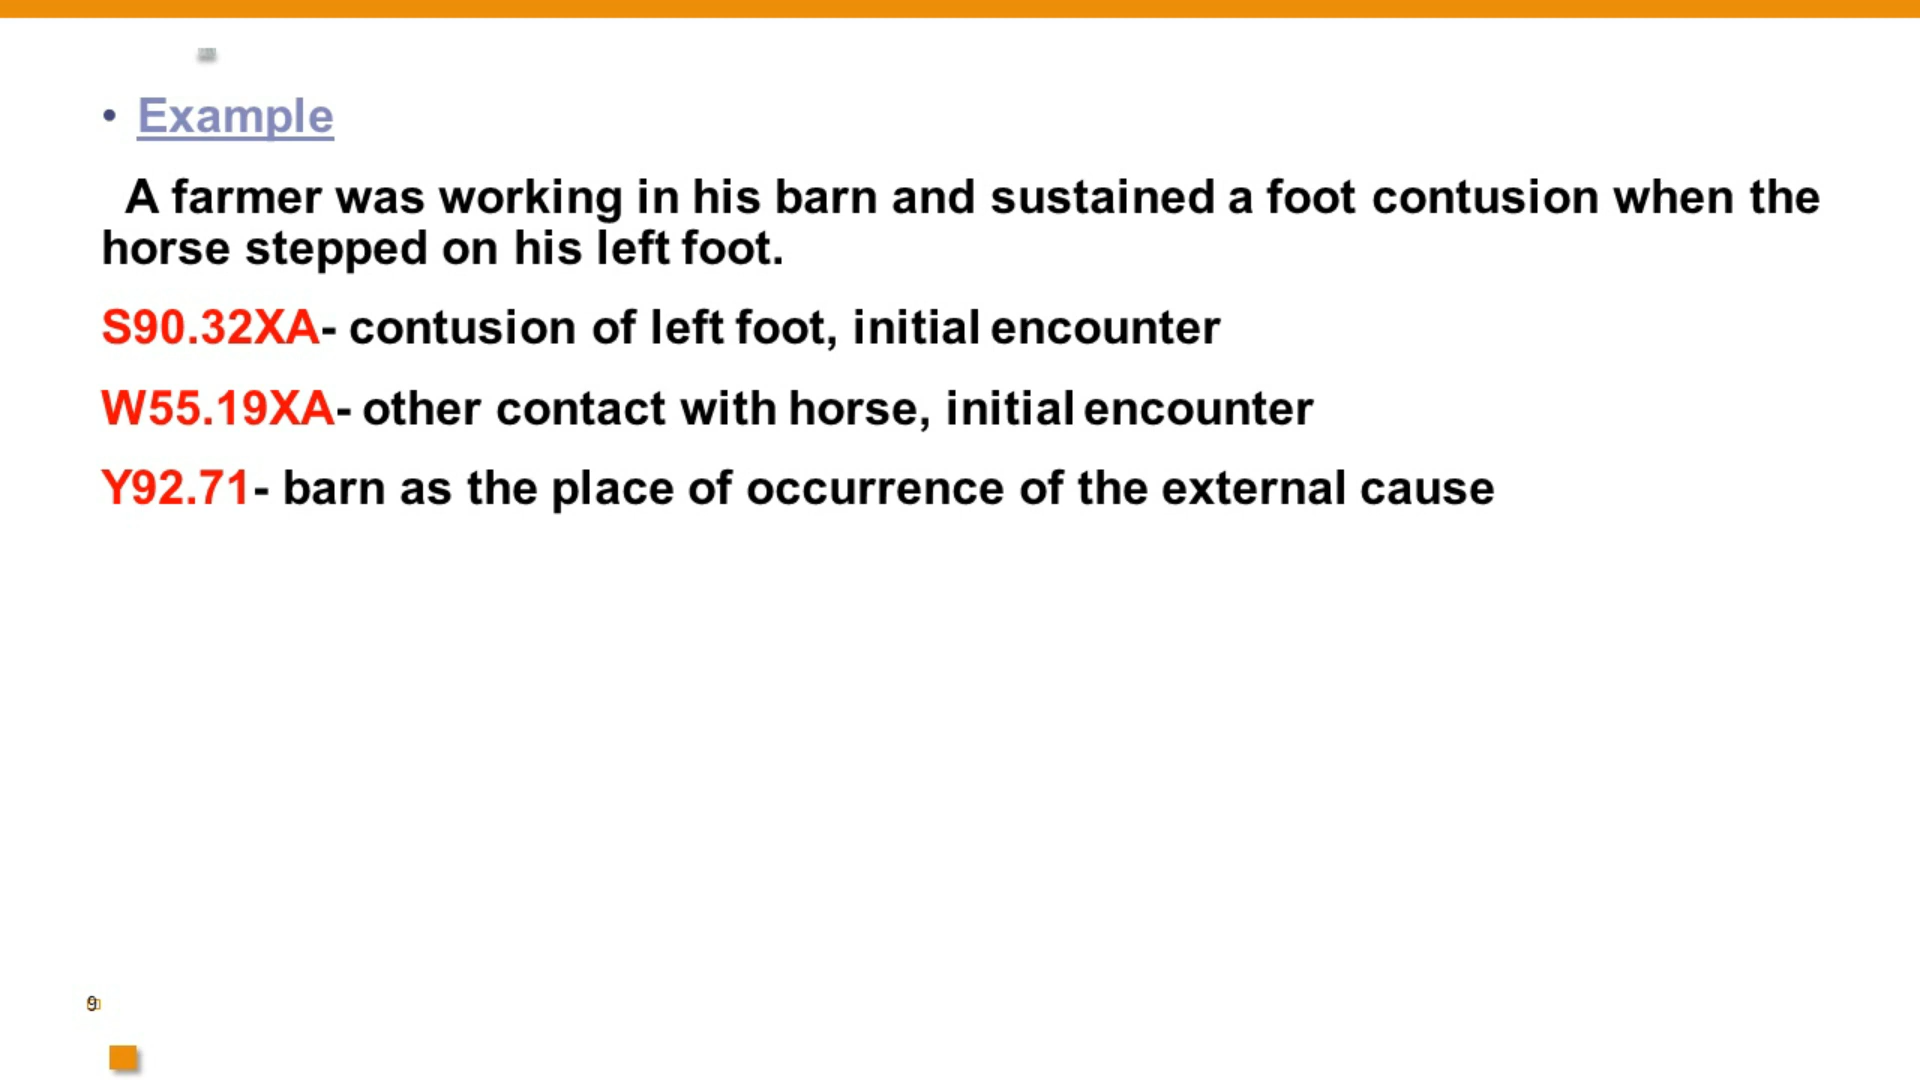 • Example
A farmer was working in his barn and sustained a foot contusion when the
horse stepped on his left foot.
S90.32XA- contusion of left foot, initial encounter
W55.19XA- other contact with horse, initial encounter
Y92.71- barn as the place of occurrence of the external cause
9